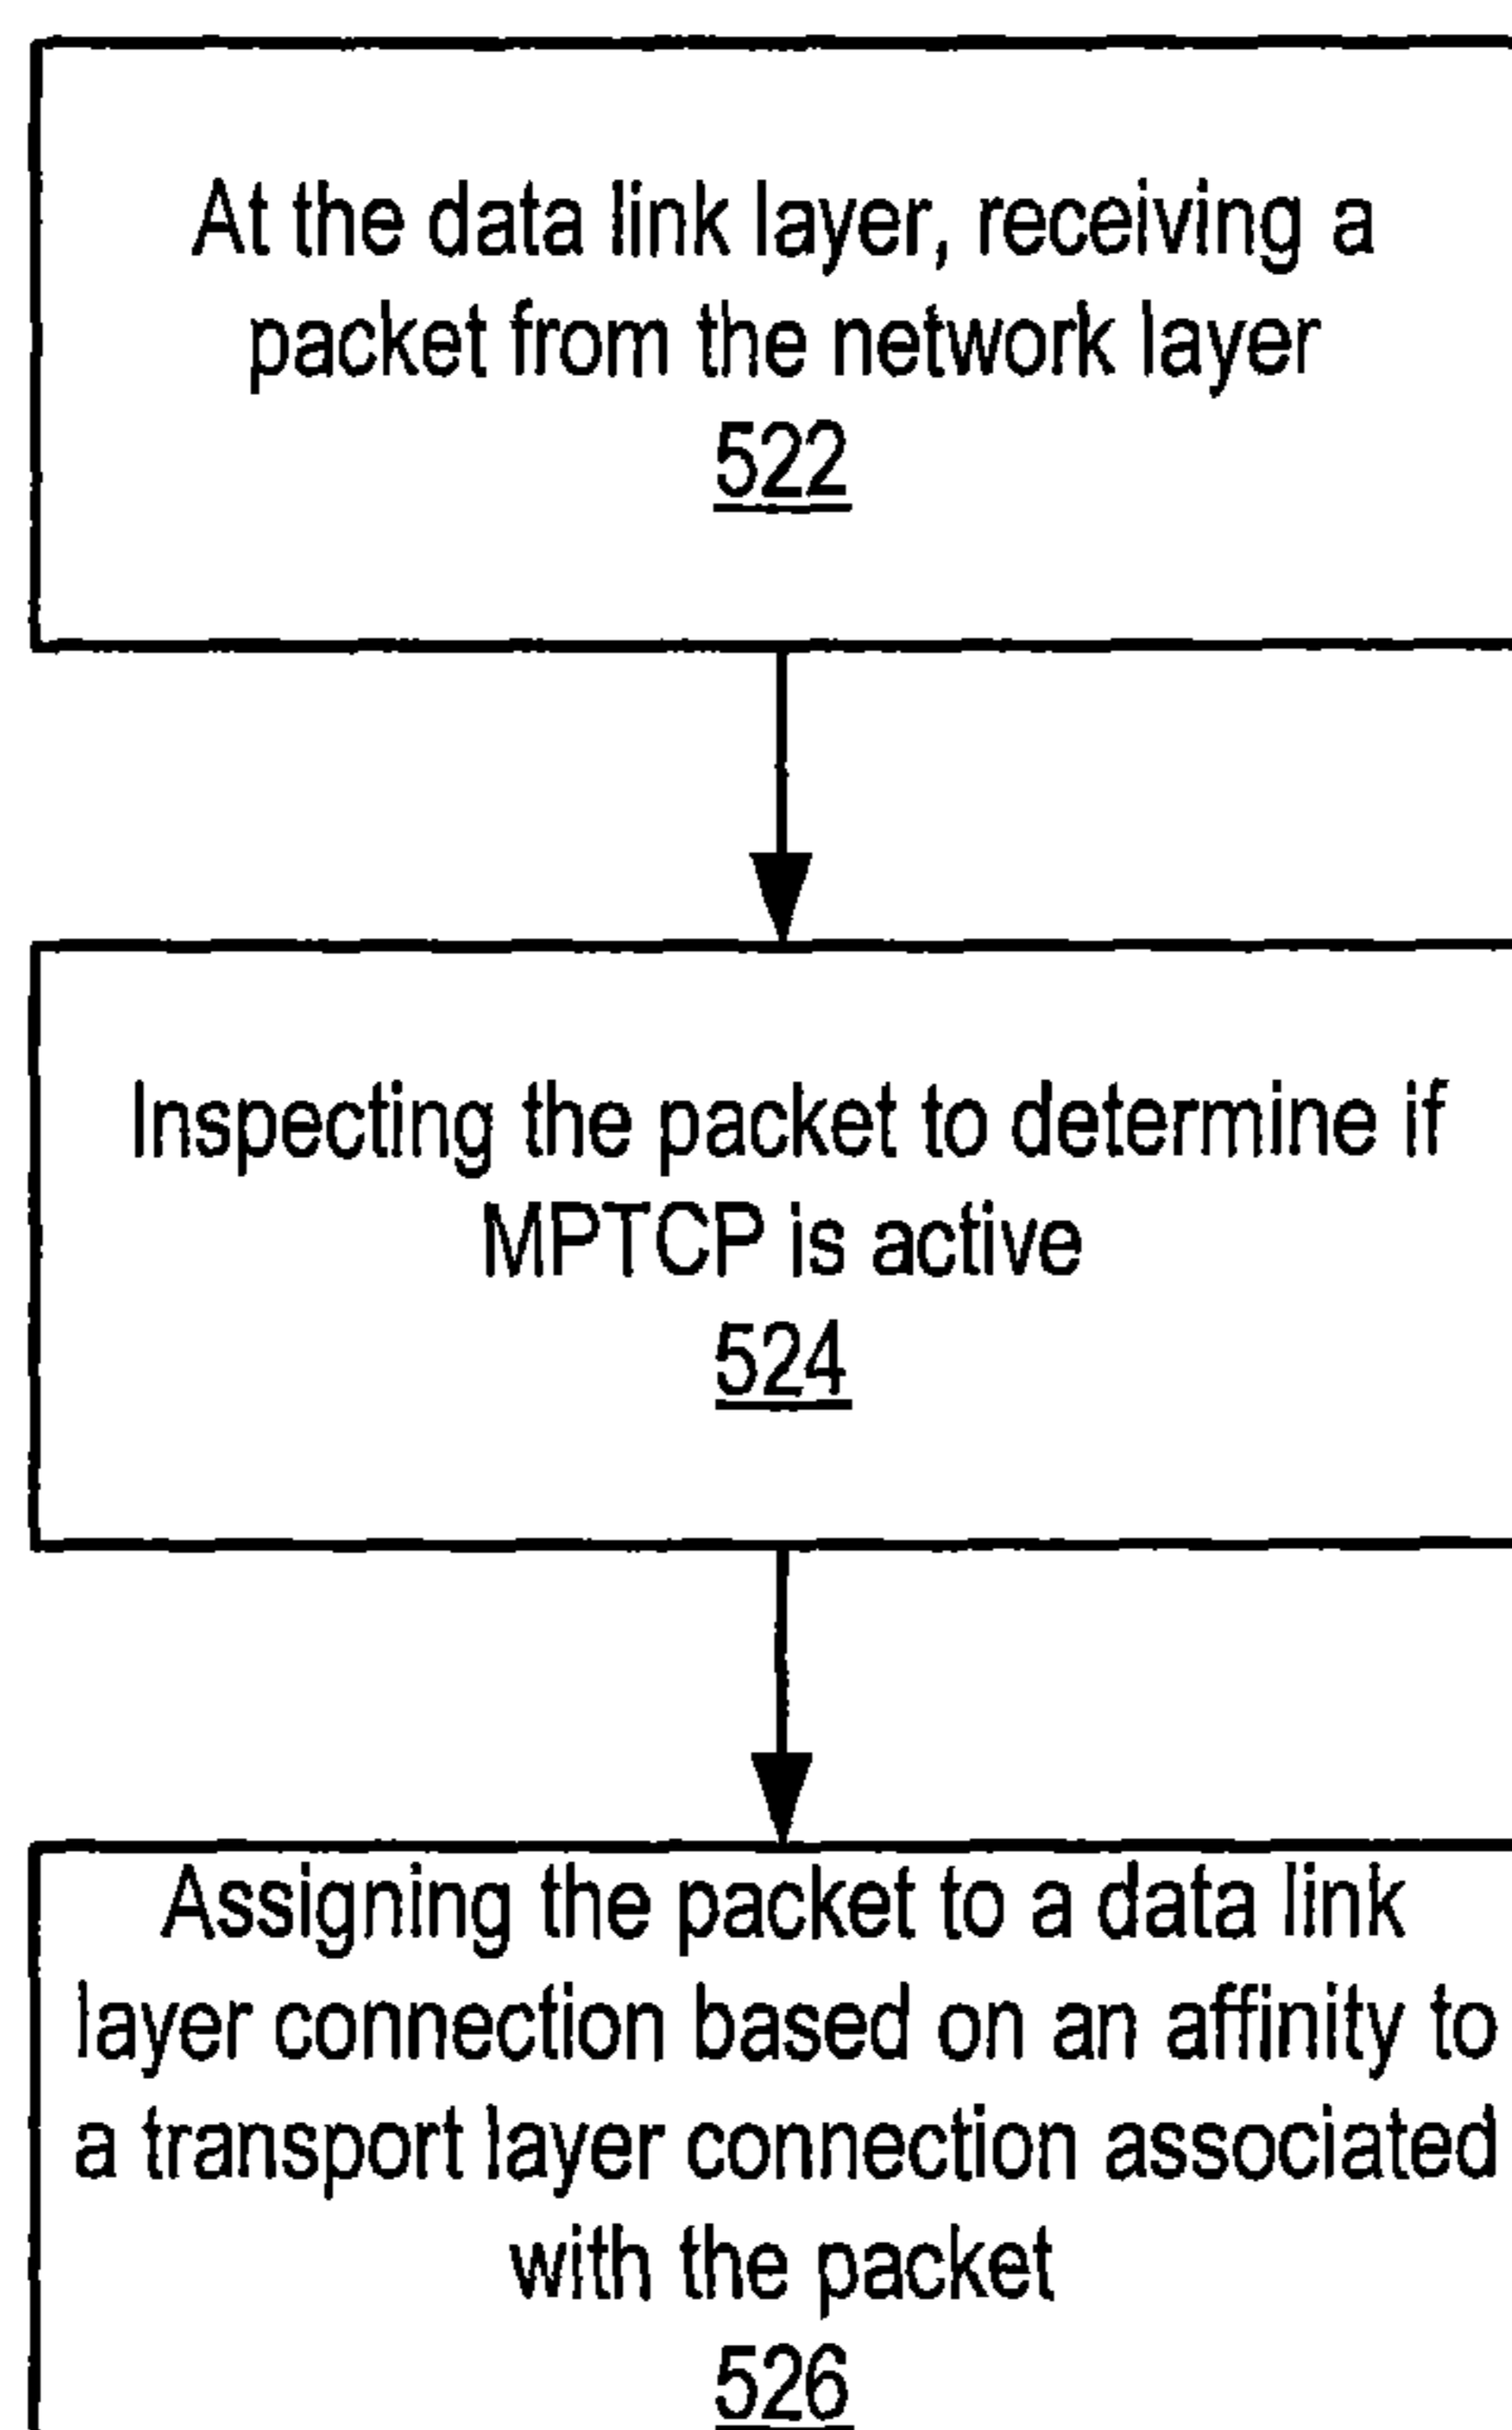 At the data link layer, receiving a
packet from the network layer
522
Inspecting the packet to determine if
MPTCP is active
524
Assigning the packet to a data link
layer connection based on an affinity to
a transport layer connection associated
with the packet
526